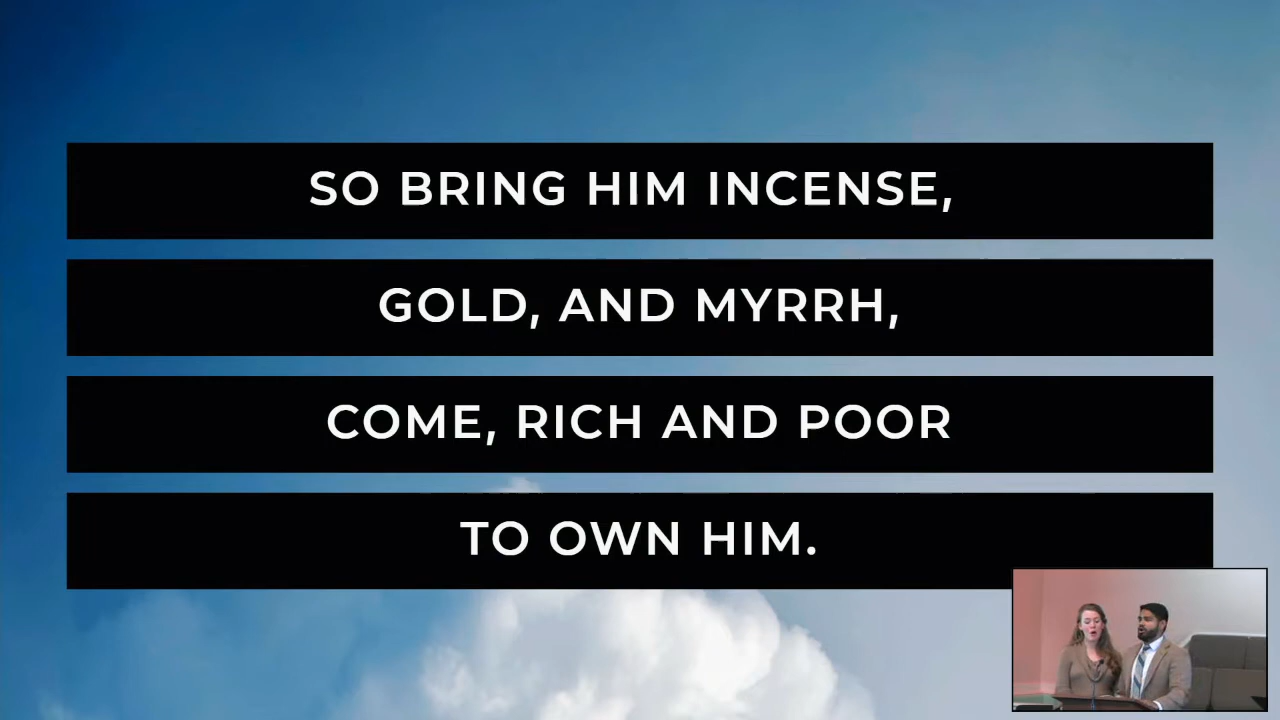 SO BRING HIM INCENSE,
GOLD, AND MYRRH,
COME, RICH AND POOR
TO OWN HIM.